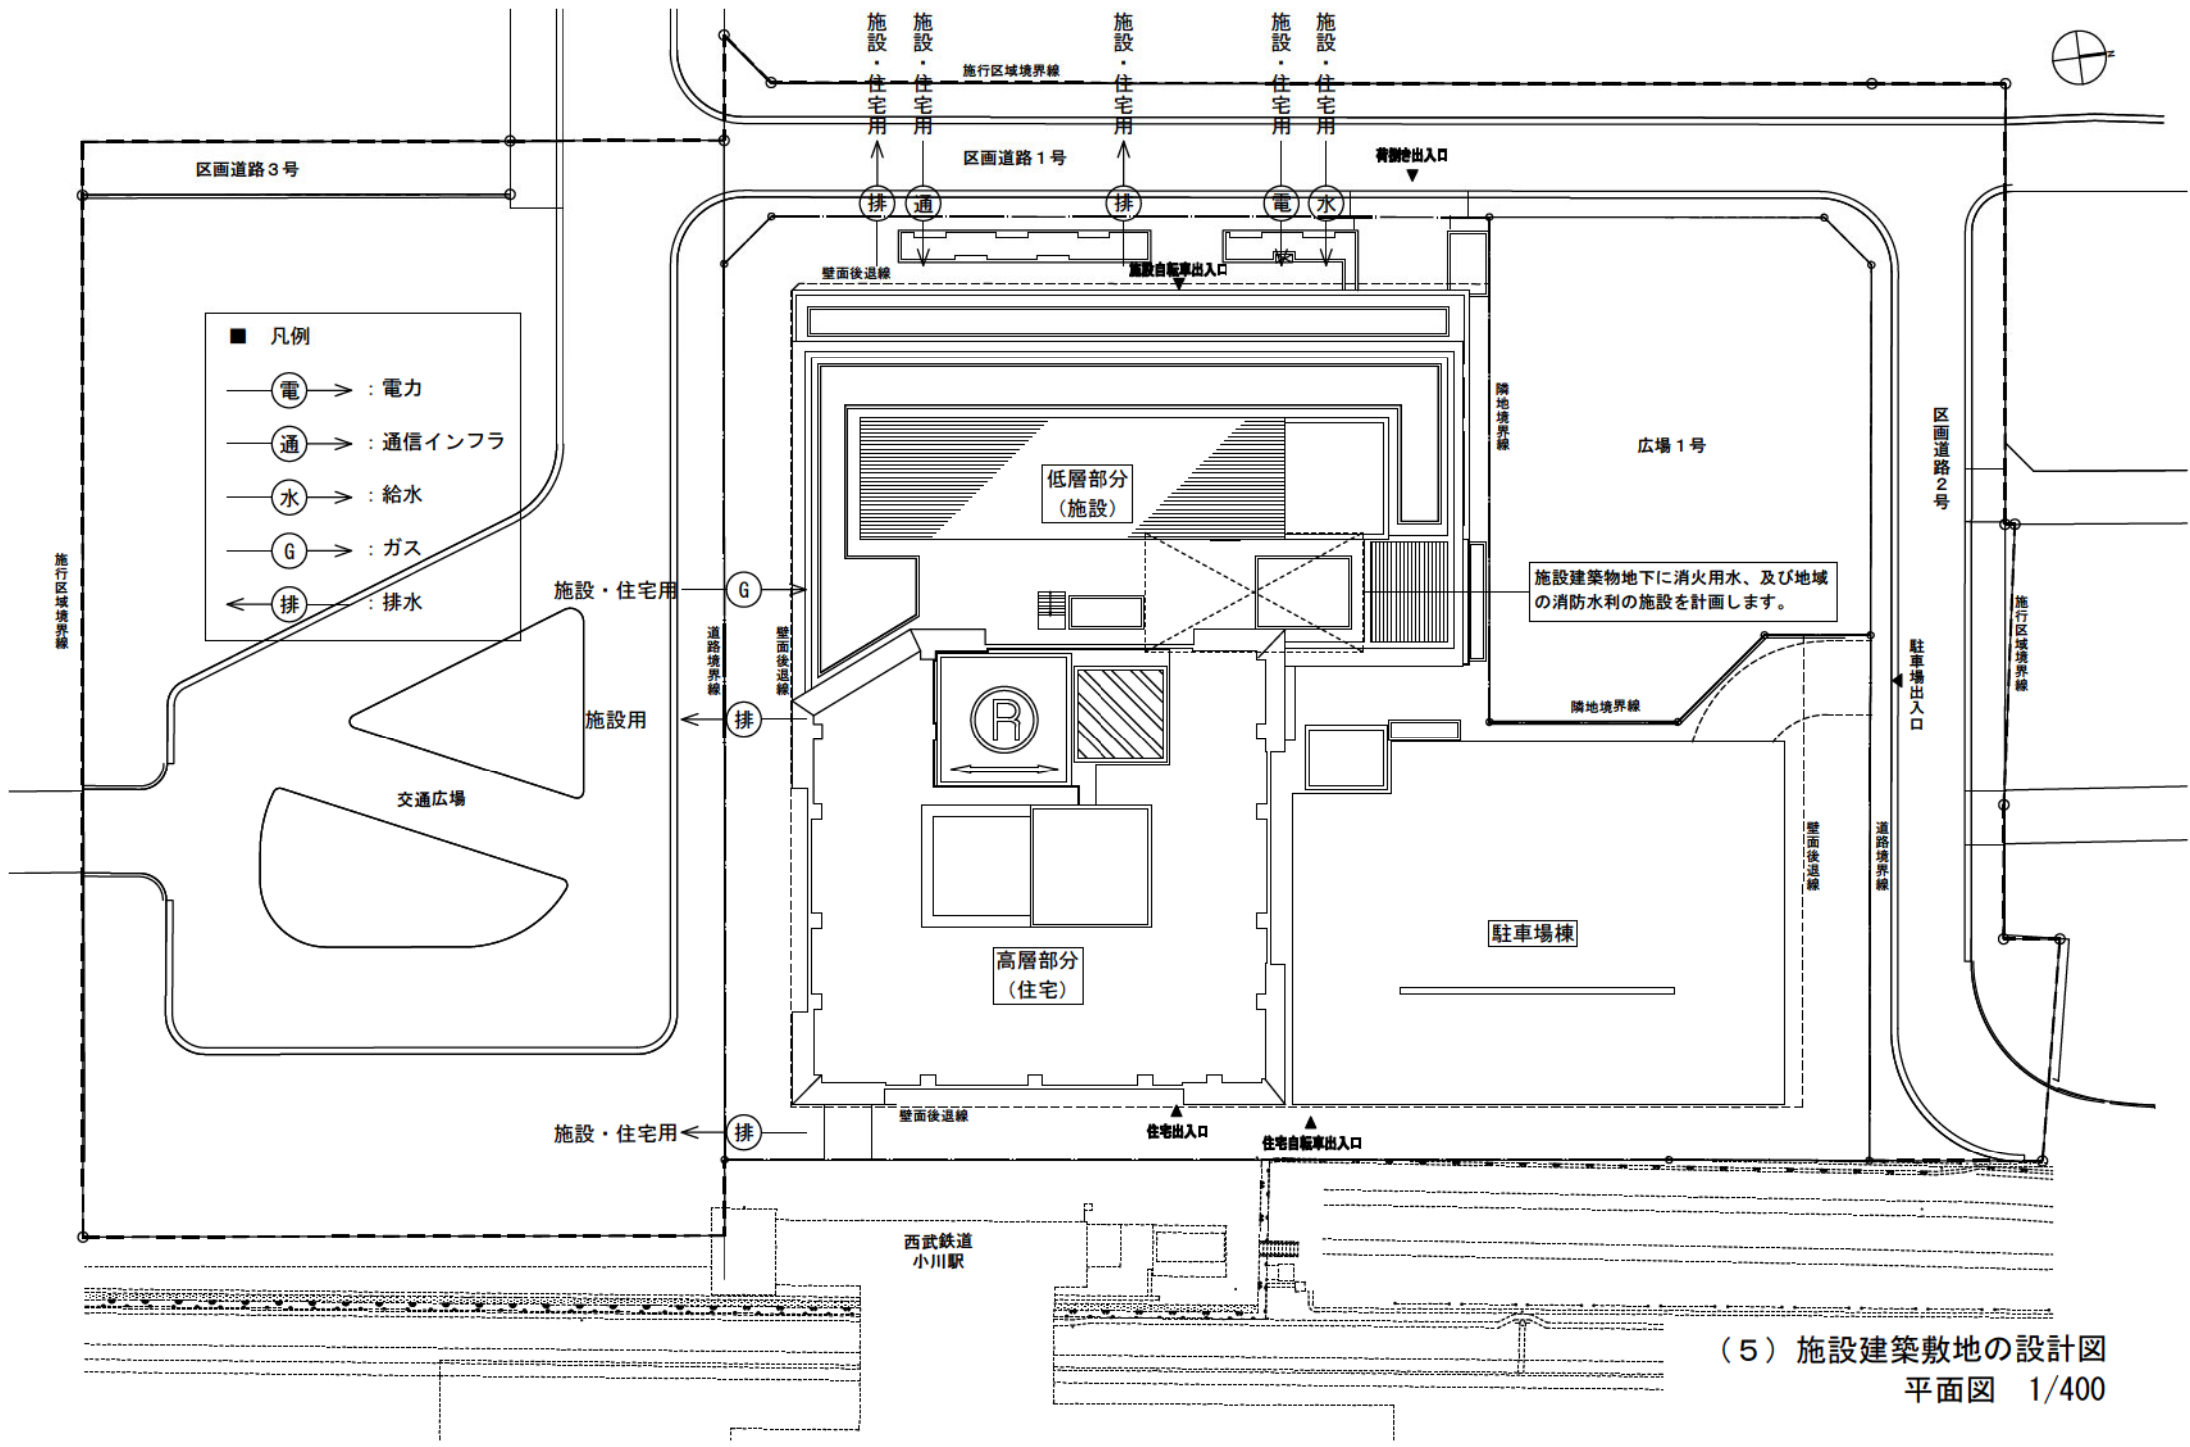 施設・住宅用
施設・住宅用
施設・住宅用
施設・住宅用
施設・住宅用
N
施行区域境界線
区画道路3号
区画道路1号
荷捌き出入口
排
通
排
電
水
壁面後退線
施設自転車出入口
■ 凡例
電 : 電力
通 : 通信インフラ
水 : 給水
G : ガス
排 : 排水
隣地境界線
広場1号
区画道路2号
低層部分
(施設)
施行区域境界線
施設・住宅用
G
施設建築物地下に消火用水、及び地域
の消防水利の施設を計画します。
施行区域境界線
道路境界線
壁面後退線
駐車場出入口
施設用
排
R
隣地境界線
交通広場
壁面後退線
道路境界線
駐車場棟
高層部分
(住宅)
壁面後退線
施設・住宅用
排
住宅出入口
住宅自転車出入口
西武鉄道
小川駅
(5)施設建築敷地の設計図
平面図 1/400